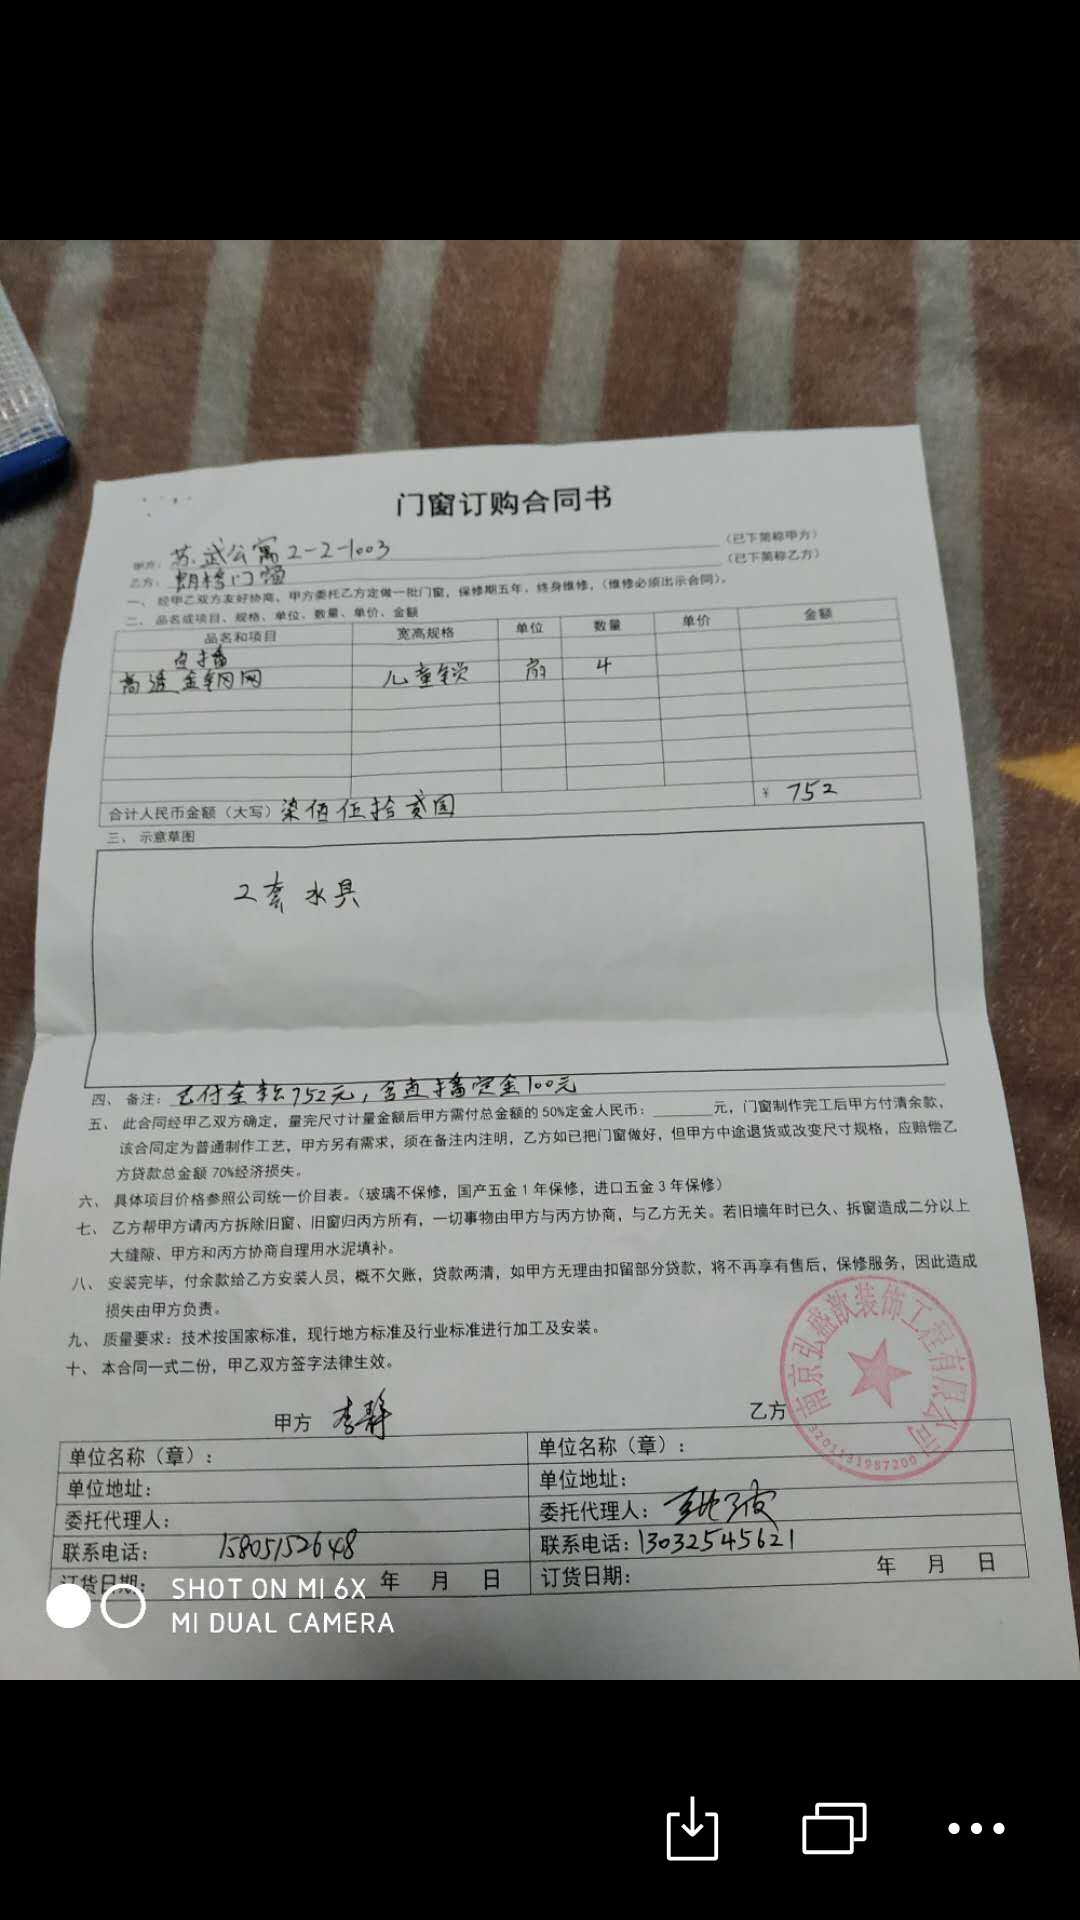 门窗订购合同书
甲方: 苏武公寓2-2-1003 (已下简称甲方)
乙方: 门窗 (已下简称乙方)
一、经甲乙双方友好协商、甲方委托乙方定做一批门窗,保修期五年、终身维修,(维修必须出示合同)。
二、品名或项目、规格、单位、数量、单价、金额
品名和项目 宽高规格 单位 数量 单价 金额
直播
高透金钢网 儿童锁 扇 4
合计人民币金额(大写) 柒佰伍拾贰圆 ¥ 752
三、示意草图
2套 水具
四、备注: 已付全款752元,含直播定金100元
五、此合同经甲乙双方确定,量完尺寸计量金额后甲方需付总金额的50%定金人民币: 元,门窗制作完工后甲方付清余款,
该合同定为普通制作工艺,甲方另有需求,须在备注内注明,乙方如已把门窗做好,但甲方中途退货或改变尺寸规格,应赔偿乙
方贷款总金额70%经济损失。
六、具体项目价格参照公司统一价目表。(玻璃不保修,国产五金1年保修,进口五金3年保修)
七、乙方帮甲方请丙方拆除旧窗、旧窗归丙方所有,一切事物由甲方与丙方协商,与乙方无关。若旧墙年时已久、拆窗造成二分以上
大缝隙、甲方和丙方协商自理用水泥填补。
八、安装完毕,付余款给乙方安装人员,概不欠账,贷款两清,如甲方无理由扣留部分贷款,将不再享有售后,保修服务,因此造成
损失由甲方负责。
九、质量要求:技术按国家标准,现行地方标准及行业标准进行加工及安装。
十、本合同一式二份,甲乙双方签字法律生效。
南京弘盛歆装饰工程有限公司
3201131987200
甲方 李静 乙方
单位名称(章): 单位名称(章):
单位地址: 单位地址:
委托代理人: 委托代理人:
联系电话: 15805152648 联系电话: 13032545621
订货日期: 年 月 日 订货日期: 年 月 日
SHOT ON MI 6X
MI DUAL CAMERA